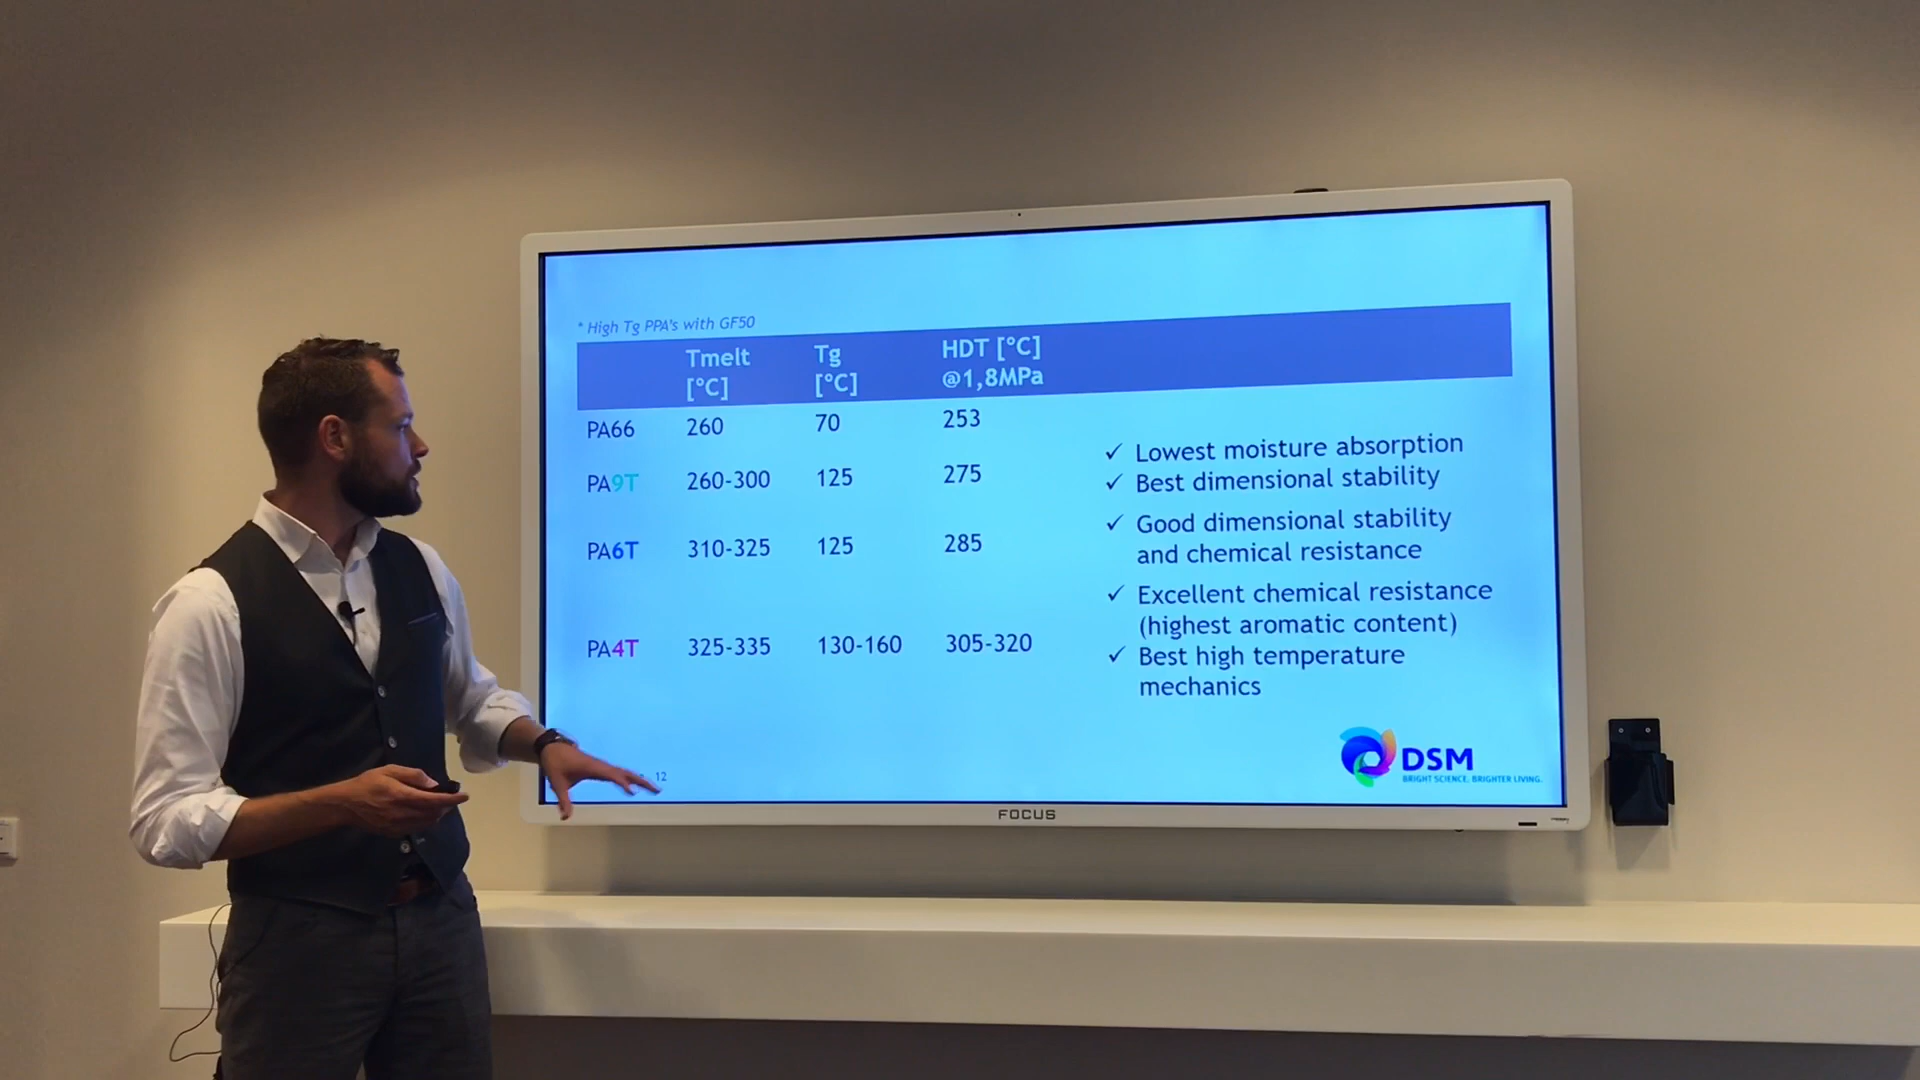 * High Tg PPA's with GF50
Tmelt [°C] Tg [°C] HDT [°C] @1,8MPa
PA66 260 70 253
PA9T 260-300 125 275
✓ Lowest moisture absorption
✓ Best dimensional stability
PA6T 310-325 125 285
✓ Good dimensional stability
and chemical resistance
PA4T 325-335 130-160 305-320
✓ Excellent chemical resistance
(highest aromatic content)
✓ Best high temperature
mechanics
12
DSM
BRIGHT SCIENCE. BRIGHTER LIVING.
FOCUS